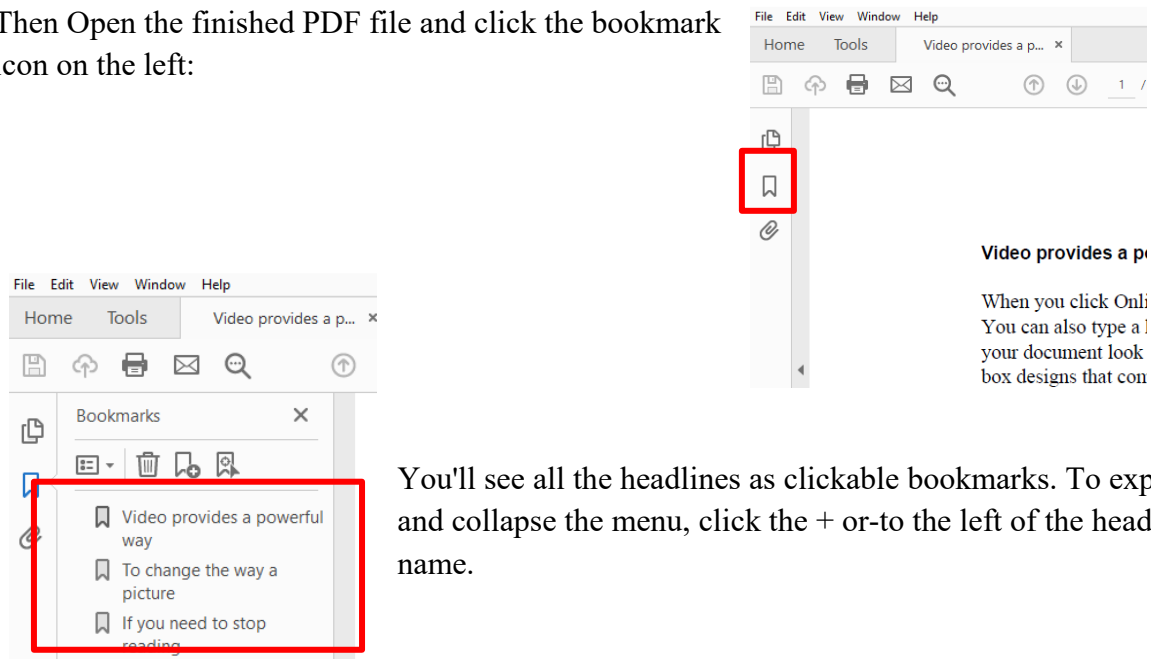 Then Open the finished PDF file and click the bookmark
icon on the left:
File Edit View Window Help
Home Tools Video provides a p... ×
1 /
Video provides a
When you click
You can also type a
your document look
box designs that
File Edit View Window Help
Home Tools Video provides a p... ×
Bookmarks ×
Video provides a powerful
way
To change the way a
picture
If you need to stop
reading
You'll see all the headlines as clickable bookmarks. To
and collapse the menu, click the + or-to the left of the
name.